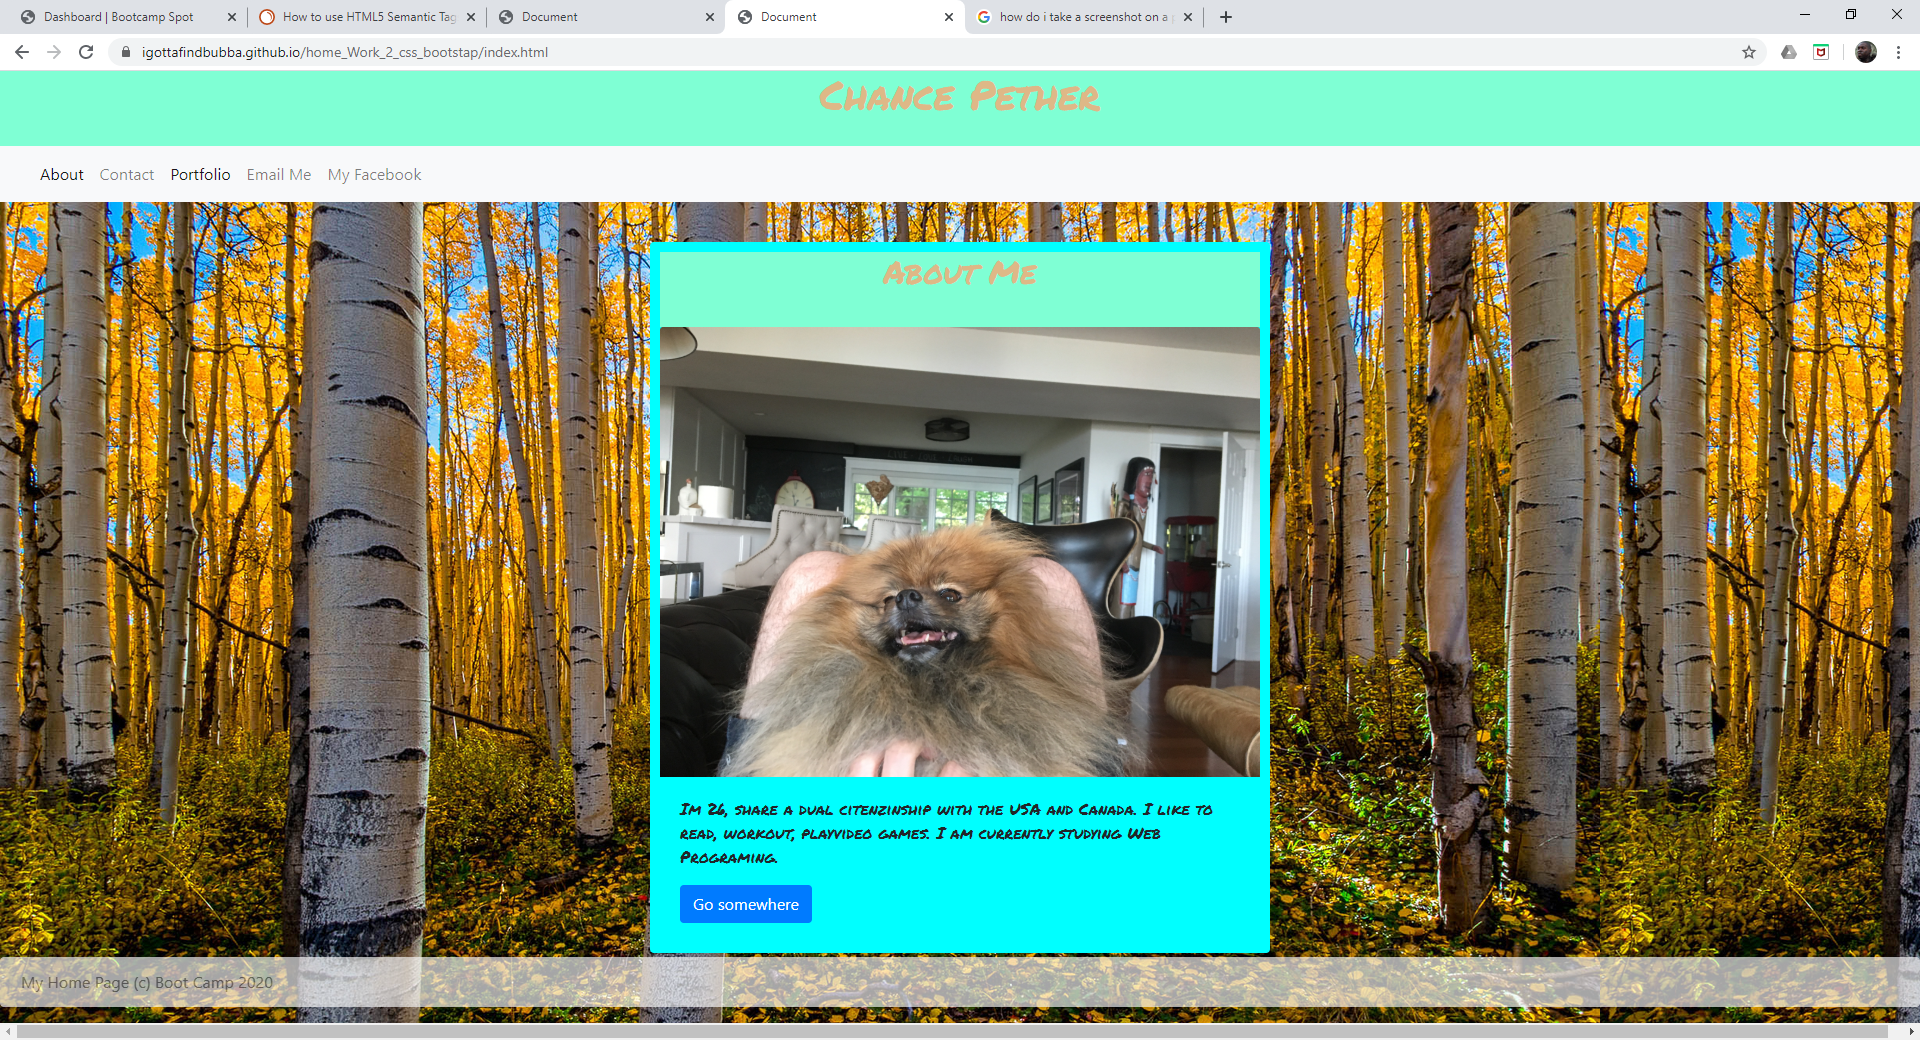 Dashboard | Bootcamp Spot
How to use HTML5 Semantic Tag
Document
Document
how do i take a screenshot on a p
igottafindbubba.github.io/home_Work_2_css_bootstap/index.html
Chance Pether
About Contact Portfolio Email Me My Facebook
About Me
Im 26, share a dual citenzinship with the USA and Canada. I like to
read, workout, playvideo games. I am currently studying Web
Programing.
Go somewhere
My Home Page (c) Boot Camp 2020